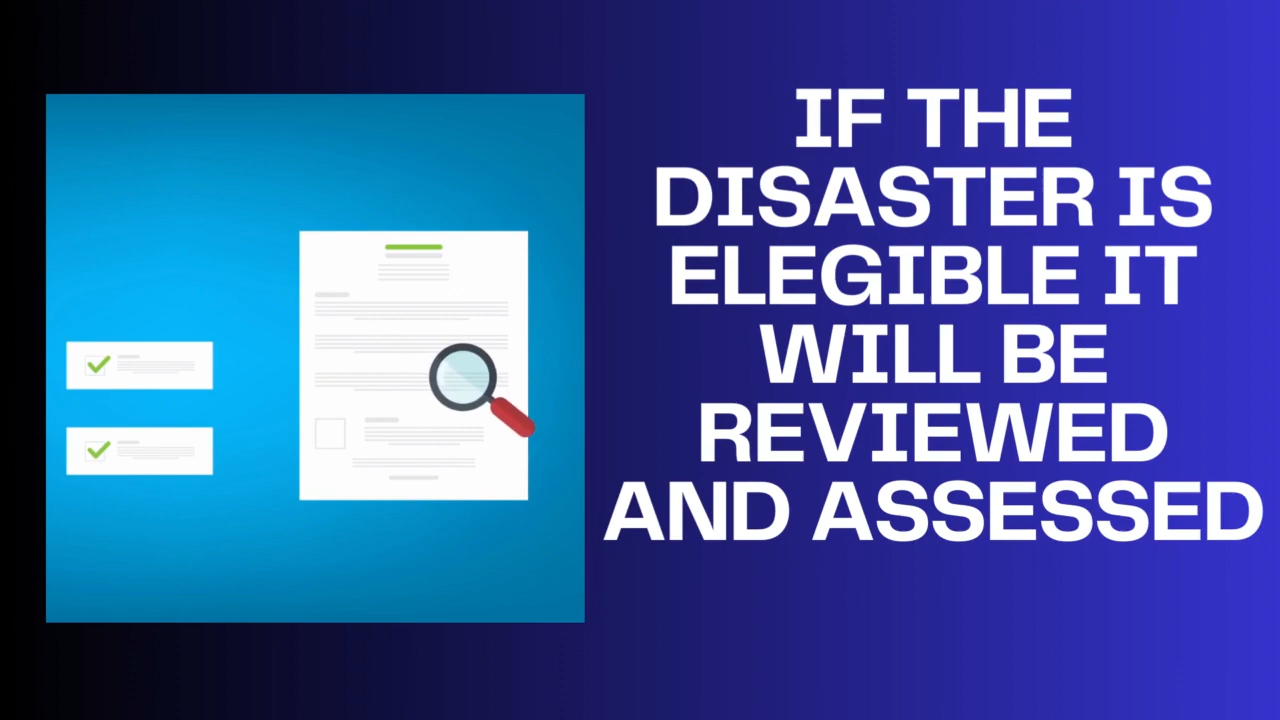 IF THE
DISASTER IS
ELEGIBLE IT
WILL BE
REVIEWED
AND ASSESSED